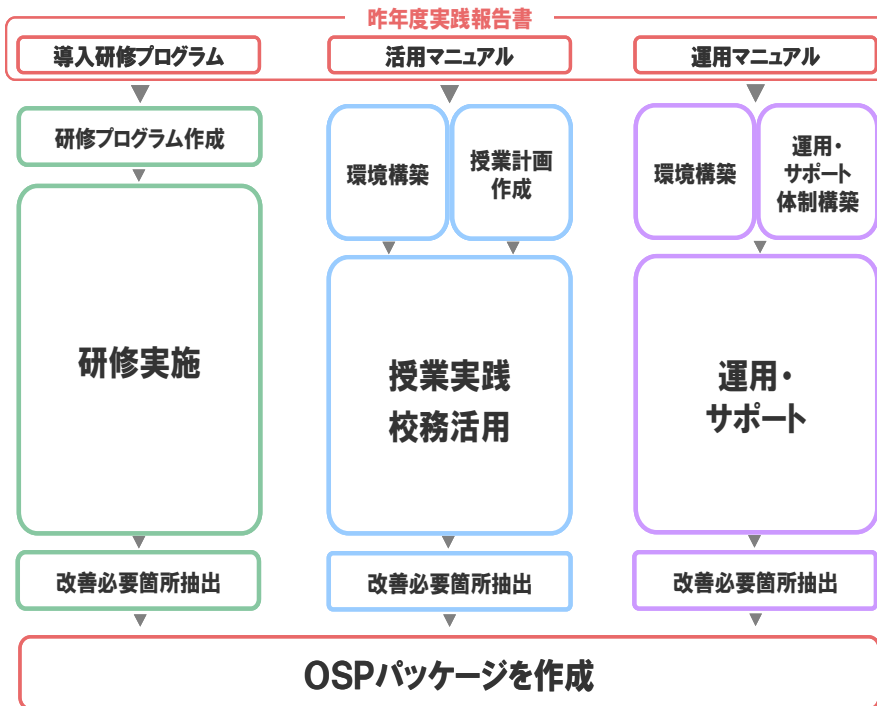 昨年度実践報告書
導入研修プログラム
活用マニュアル
運用マニュアル
研修プログラム作成
環境構築
授業計画
作成
環境構築
運用・
サポート
体制構築
研修実施
授業実践
校務活用
運用・
サポート
改善必要箇所抽出
改善必要箇所抽出
改善必要箇所抽出
OSPパッケージを作成